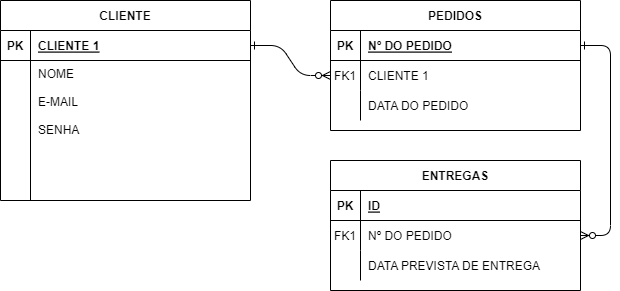 CLIENTE
PK CLIENTE 1
NOME
E-MAIL
SENHA
PEDIDOS
PK Nº DO PEDIDO
FK1 CLIENTE 1
DATA DO PEDIDO
ENTREGAS
PK ID
FK1 Nº DO PEDIDO
DATA PREVISTA DE ENTREGA